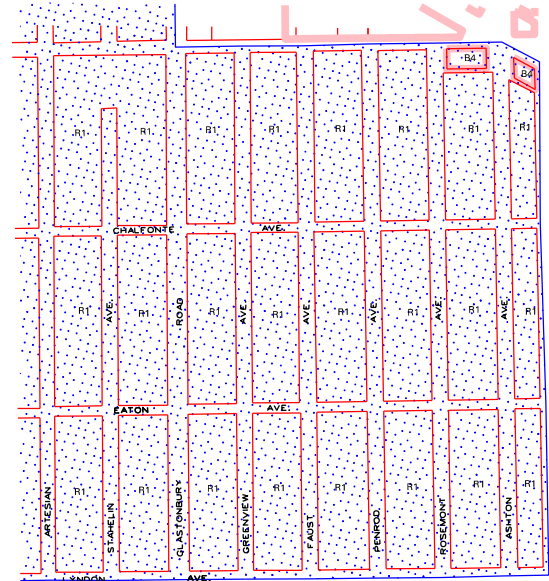 B4
B4
R1 R1 R1 R1 R1 R1 R1 R1
CHALFONTE AVE.
R1 AVE. R1 ROAD R1 AVE. R1 AVE. R1 AVE. R1 AVE. R1 AVE. R1
EATON AVE.
R1 R1 R1 R1 R1 R1 R1 R1
ARTESIAN
STAHELIN
GLASTONBURY
GREENVIEW
FAUST
PENROD
ROSEMONT
ASHTON
LYNDON AVE.